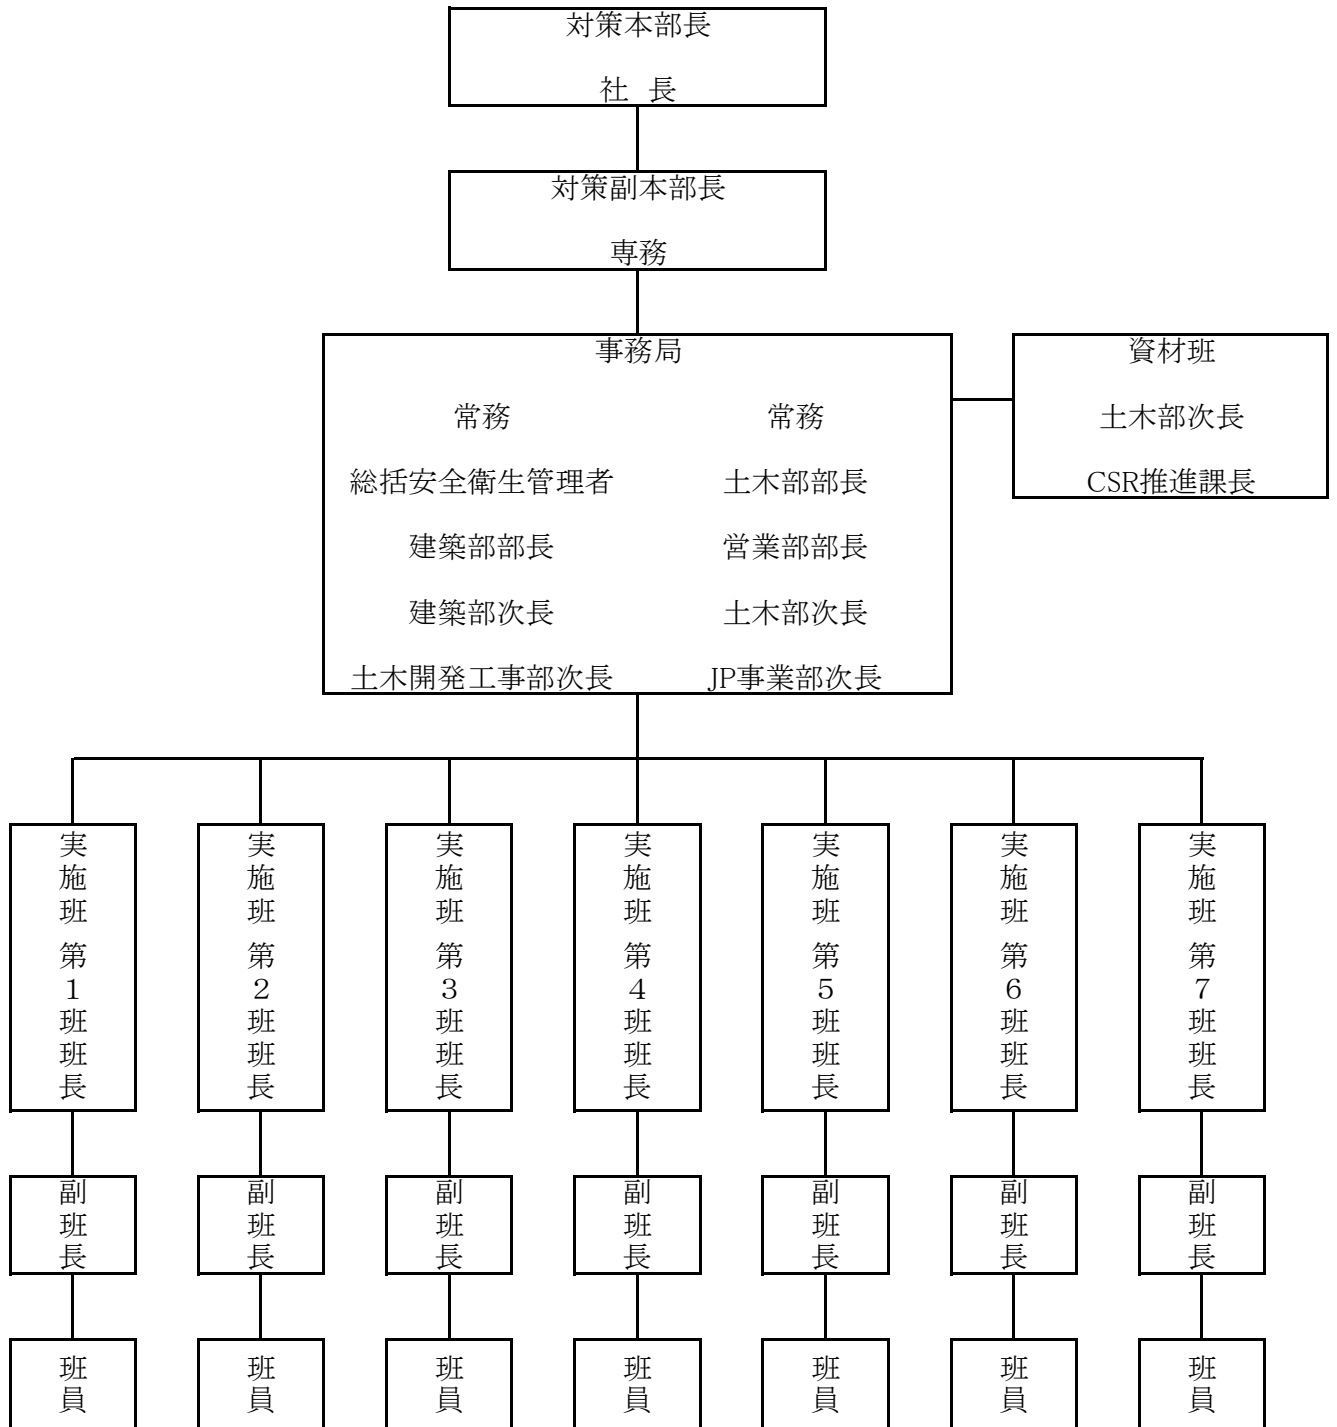 対策本部長
社 長
対策副本部長
専務
事務局
常務 常務
総括安全衛生管理者 土木部部長
建築部部長 営業部部長
建築部次長 土木部次長
土木開発工事部次長 JP事業部次長
資材班
土木部次長
CSR推進課長
実施班 第1班班長
実施班 第2班班長
実施班 第3班班長
実施班 第4班班長
実施班 第5班班長
実施班 第6班班長
実施班 第7班班長
副班長
副班長
副班長
副班長
副班長
副班長
副班長
班員
班員
班員
班員
班員
班員
班員